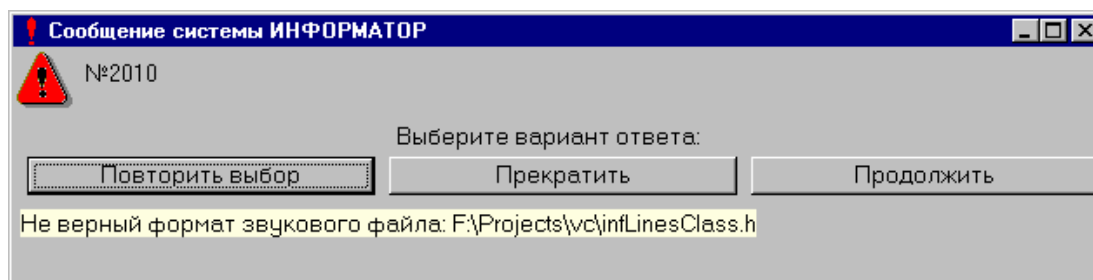 Сообщение системы ИНФОРМАТОР
№2010
Выберите вариант ответа:
Повторить выбор Прекратить Продолжить
Не верный формат звукового файла: F:\Projects\vc\infLinesClass.h